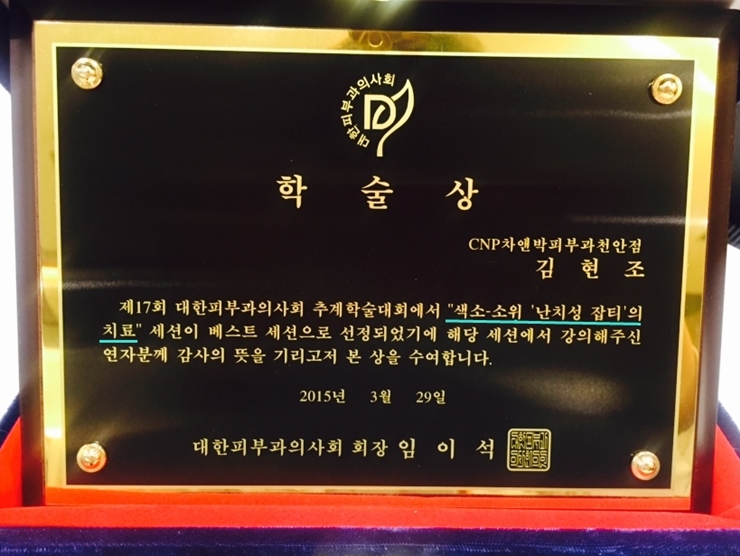 대한피부과의사회
학 술 상
CNP차앤박피부과천안점
김 현 조
제17회 대한피부과의사회 추계학술대회에서 "색소-소위 '난치성 잡티'의
치료" 세션이 베스트 세션으로 선정되었기에 해당 세션에서 강의해주신
연자분께 감사의 뜻을 기리고저 본 상을 수여합니다.
2015년 3월 29일
대한피부과의사회 회장 임 이 석